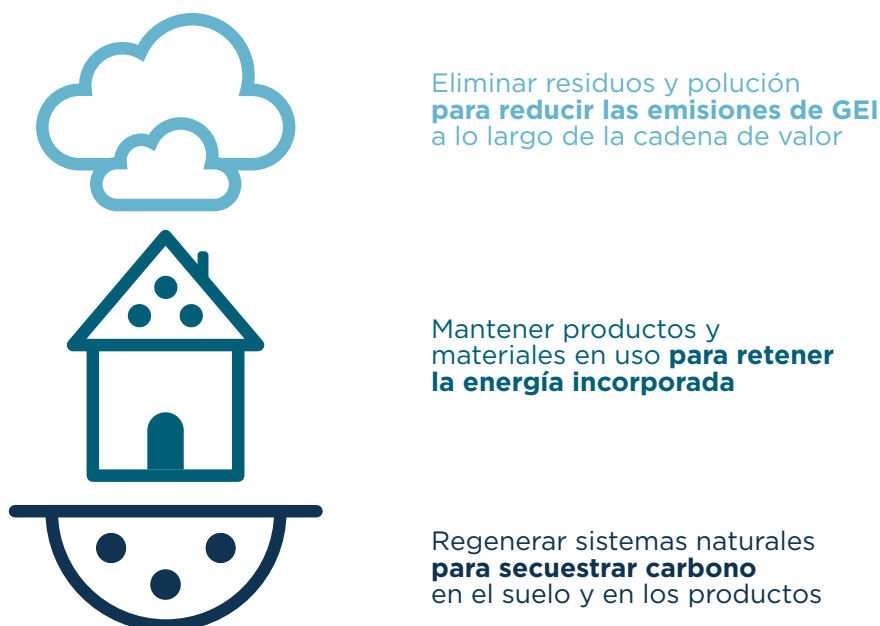 Eliminar residuos y polución
para reducir las emisiones de GEI
a lo largo de la cadena de valor
Mantener productos y
materiales en uso para retener
la energía incorporada
Regenerar sistemas naturales
para secuestrar carbono
en el suelo y en los productos